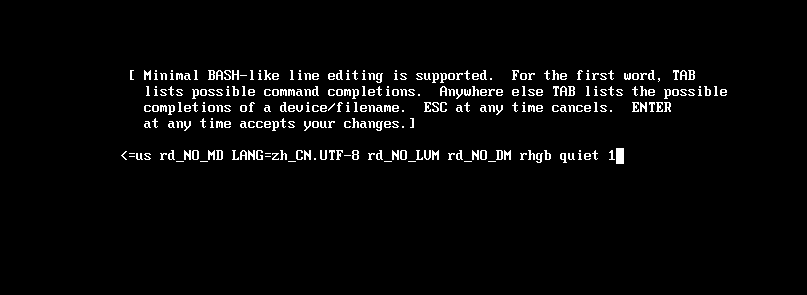 [ Minimal BASH-like line editing is supported.  For the first word, TAB
lists possible command completions.  Anywhere else TAB lists the possible
completions of a device/filename.  ESC at any time cancels.  ENTER
at any time accepts your changes.]
<=us rd_NO_MD LANG=zh_CN.UTF-8 rd_NO_LVM rd_NO_DM rhgb quiet 1